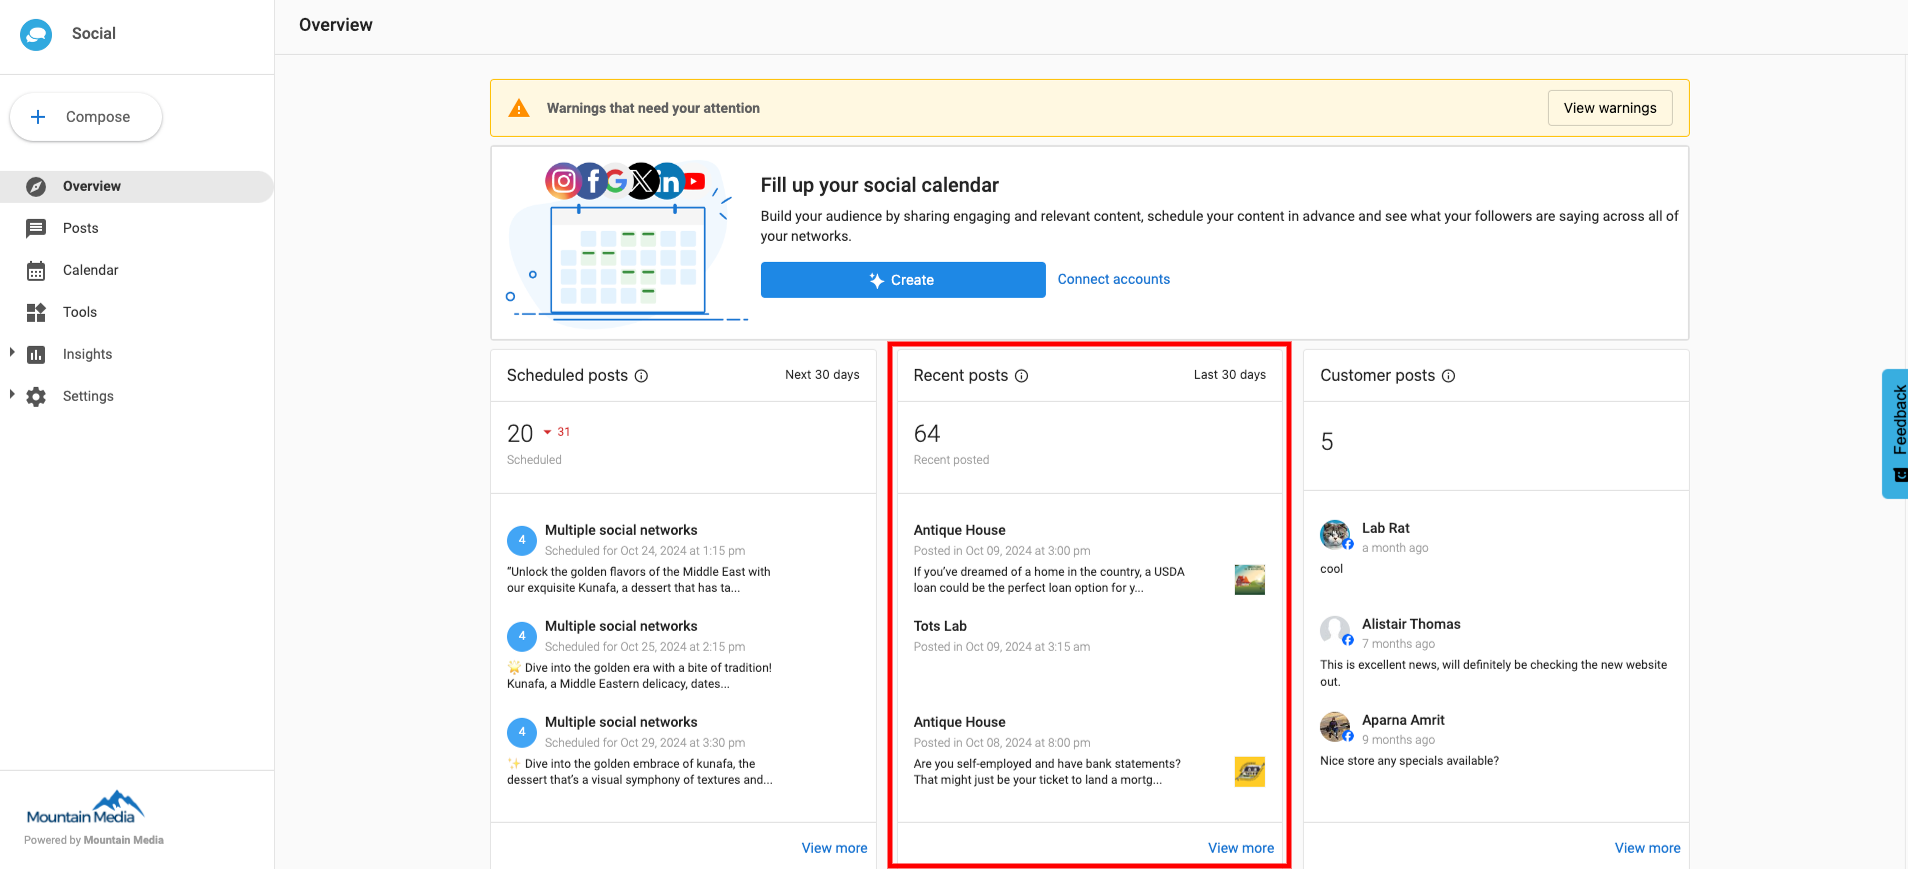 Social
Overview
Compose
Overview
Posts
Calendar
Tools
Insights
Settings
Mountain Media
Powered by Mountain Media
Warnings that need your attention
View warnings
Fill up your social calendar
Build your audience by sharing engaging and relevant content, schedule your content in advance and see what your followers are saying across all of
your networks.
Create
Connect accounts
Scheduled posts
Next 30 days
20
31
Scheduled
4
Multiple social networks
Scheduled for Oct 24, 2024 at 1:15 pm
“Unlock the golden flavors of the Middle East with
our exquisite Kunafa, a dessert that has ta...
4
Multiple social networks
Scheduled for Oct 25, 2024 at 2:15 pm
🌟 Dive into the golden era with a bite of tradition!
Kunafa, a Middle Eastern delicacy, dates...
4
Multiple social networks
Scheduled for Oct 29, 2024 at 3:30 pm
✨ Dive into the golden embrace of kunafa, the
dessert that's a visual symphony of textures and...
View more
Recent posts
Last 30 days
64
Recent posted
Antique House
Posted in Oct 09, 2024 at 3:00 pm
If you've dreamed of a home in the country, a USDA
loan could be the perfect loan option for y...
Tots Lab
Posted in Oct 09, 2024 at 3:15 am
Antique House
Posted in Oct 08, 2024 at 8:00 pm
Are you self-employed and have bank statements?
That might just be your ticket to land a mortg...
View more
Customer posts
5
Lab Rat
a month ago
cool
Alistair Thomas
7 months ago
This is excellent news, will definitely be checking the new website
out.
Aparna Amrit
9 months ago
Nice store any specials available?
View more
Feedback